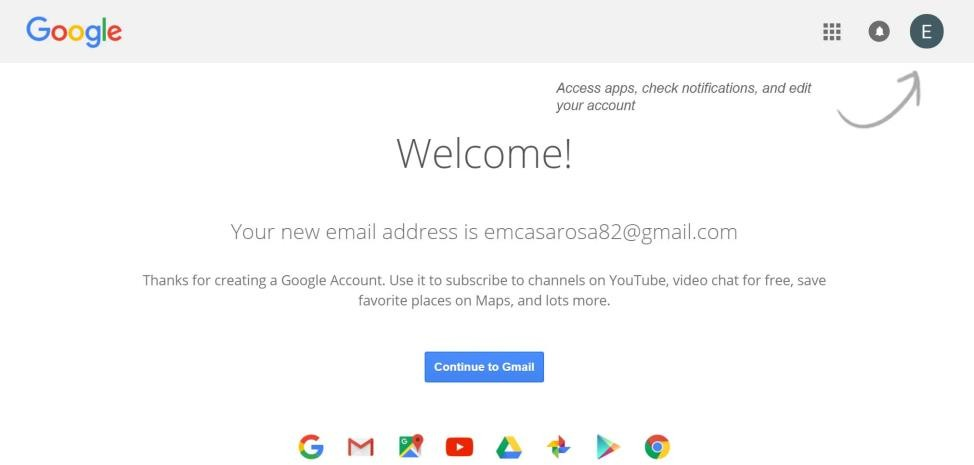 Google
E
Access apps, check notifications, and edit
your account
Welcome!
Your new email address is emcasarosa82@gmail.com
Thanks for creating a Google Account. Use it to subscribe to channels on YouTube, video chat for free, save
favorite places on Maps, and lots more.
Continue to Gmail